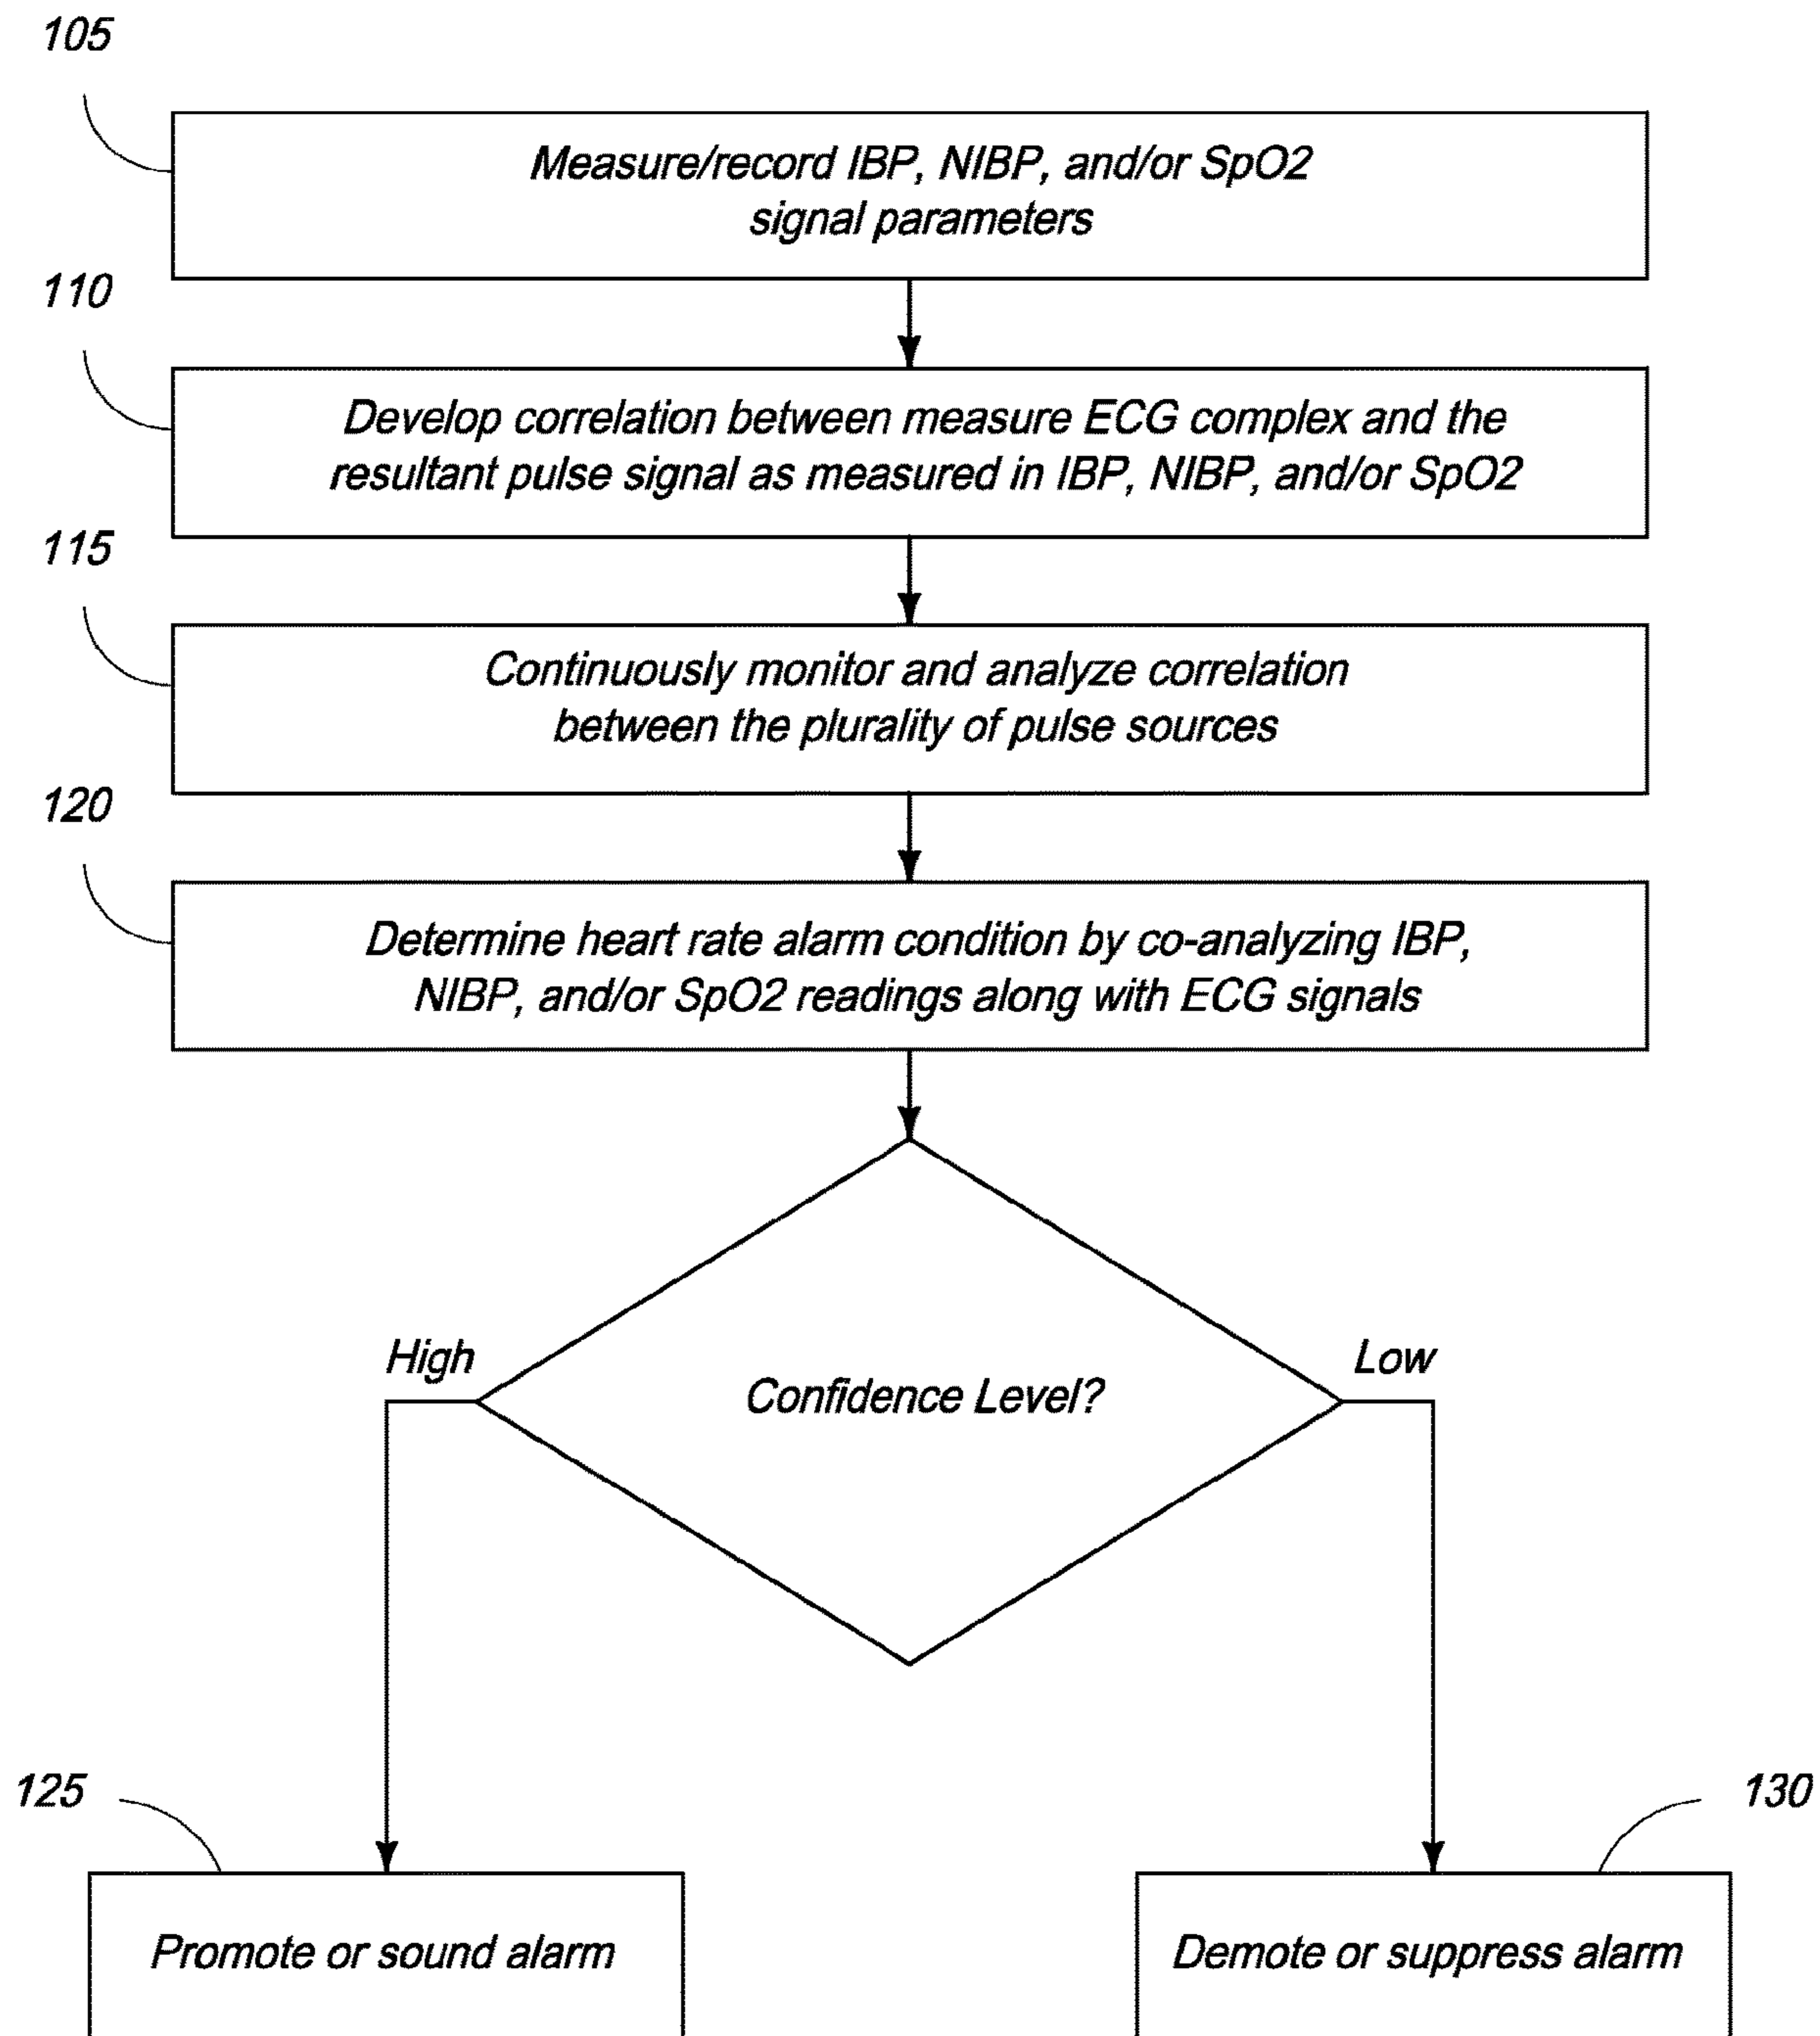 105
Measure/record IBP, NIBP, and/or SpO2
signal parameters
110
Develop correlation between measure ECG complex and the
resultant pulse signal as measured in IBP, NIBP, and/or SpO2
115
Continuously monitor and analyze correlation
between the plurality of pulse sources
120
Determine heart rate alarm condition by co-analyzing IBP,
NIBP, and/or SpO2 readings along with ECG signals
High
Low
Confidence Level?
125
130
Promote or sound alarm
Demote or suppress alarm